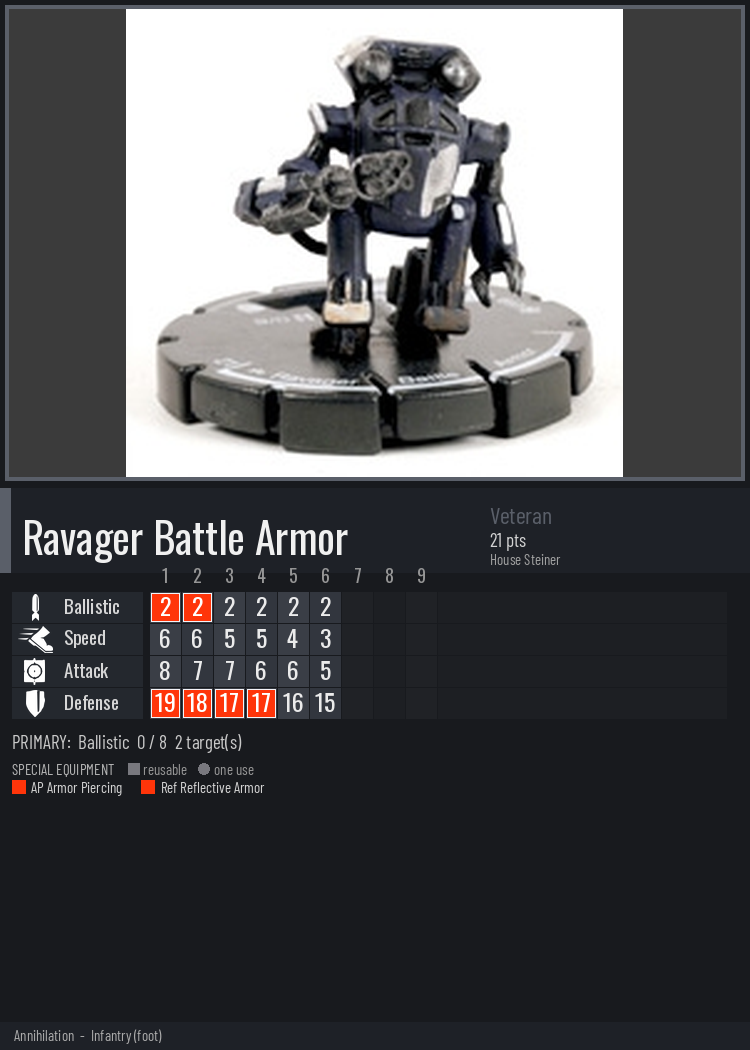 Ravager Battle Armor
Veteran
21 pts
House Steiner
1 2 3 4 5 6 7 8 9
Ballistic 2 2 2 2 2 2
Speed 6 6 5 5 4 3
Attack 8 7 7 6 6 5
Defense 19 18 17 17 16 15
PRIMARY: Ballistic 0 / 8 2 target(s)
SPECIAL EQUIPMENT reusable one use
AP Armor Piercing Ref Reflective Armor
Annihilation - Infantry (foot)